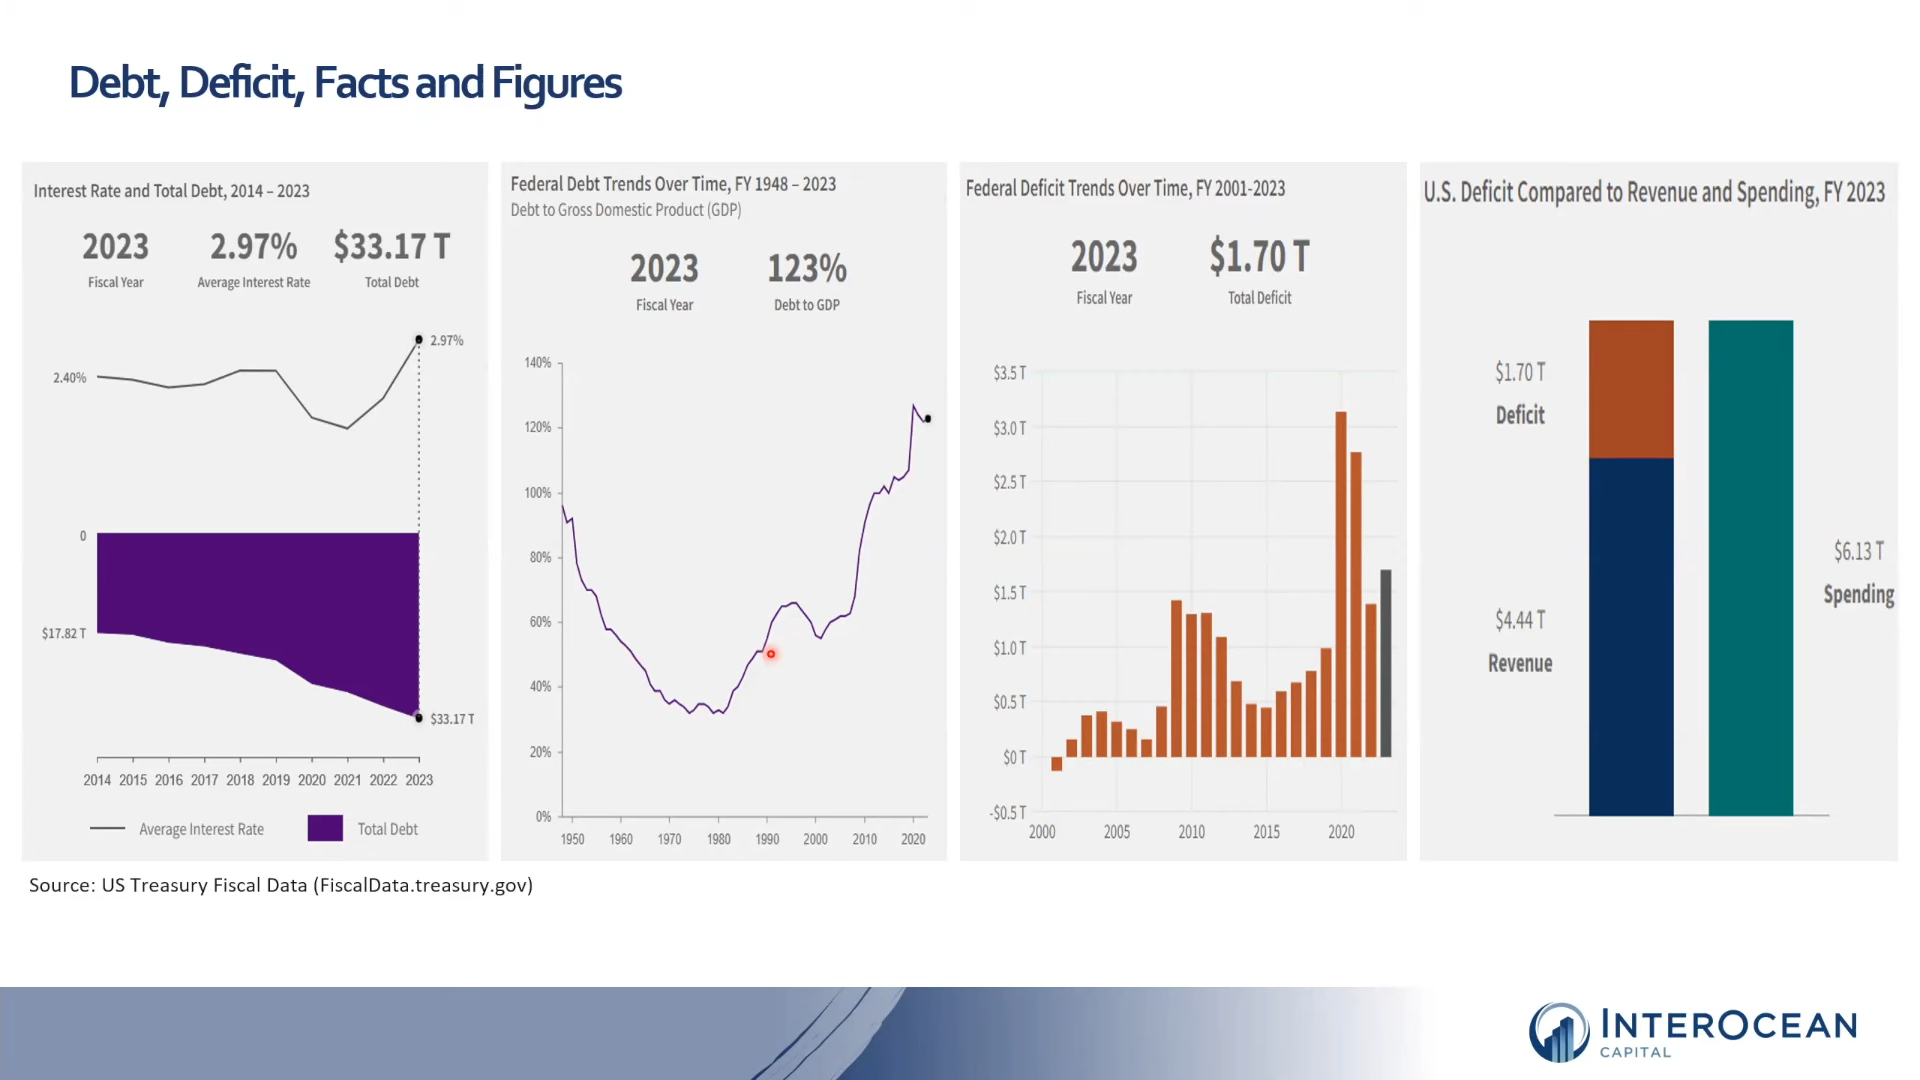 Debt, Deficit, Facts and Figures
Interest Rate and Total Debt, 2014 – 2023
2023 2.97% $33.17 T
Fiscal Year Average Interest Rate Total Debt
2.97%
2.40%
0
$17.82 T
$33.17 T
2014 2015 2016 2017 2018 2019 2020 2021 2022 2023
Average Interest Rate Total Debt
Federal Debt Trends Over Time, FY 1948 – 2023
Debt to Gross Domestic Product (GDP)
2023 123%
Fiscal Year Debt to GDP
140%
120%
100%
80%
60%
40%
20%
0%
1950 1960 1970 1980 1990 2000 2010 2020
Federal Deficit Trends Over Time, FY 2001-2023
2023 $1.70 T
Fiscal Year Total Deficit
$3.5 T
$3.0 T
$2.5 T
$2.0 T
$1.5 T
$1.0 T
$0.5 T
$0 T
-$0.5 T
2000 2005 2010 2015 2020
U.S. Deficit Compared to Revenue and Spending, FY 2023
$1.70 T
Deficit
$6.13 T
Spending
$4.44 T
Revenue
Source: US Treasury Fiscal Data (FiscalData.treasury.gov)
INTEROCEAN
CAPITAL